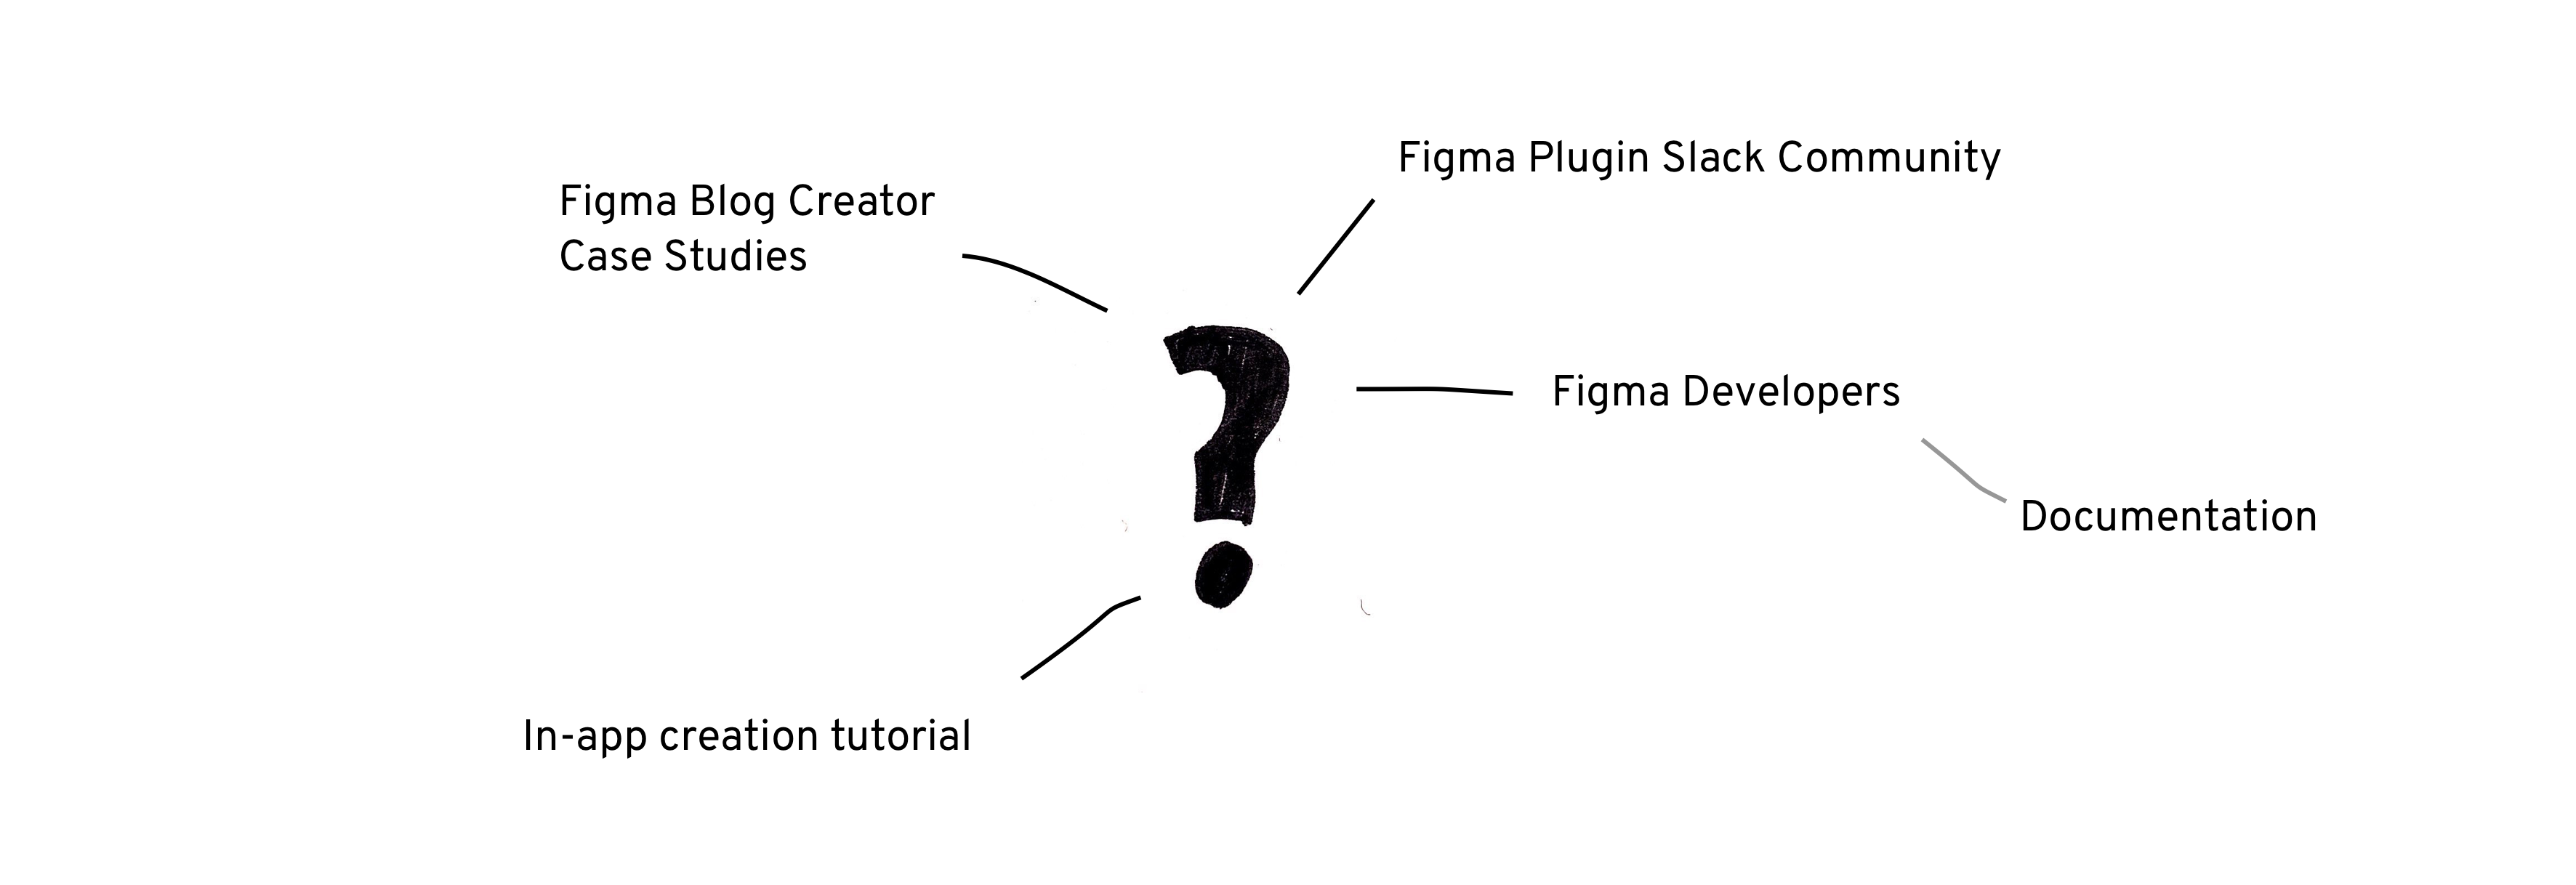 Figma Blog Creator
Case Studies
Figma Plugin Slack Community
?
Figma Developers
Documentation
In-app creation tutorial